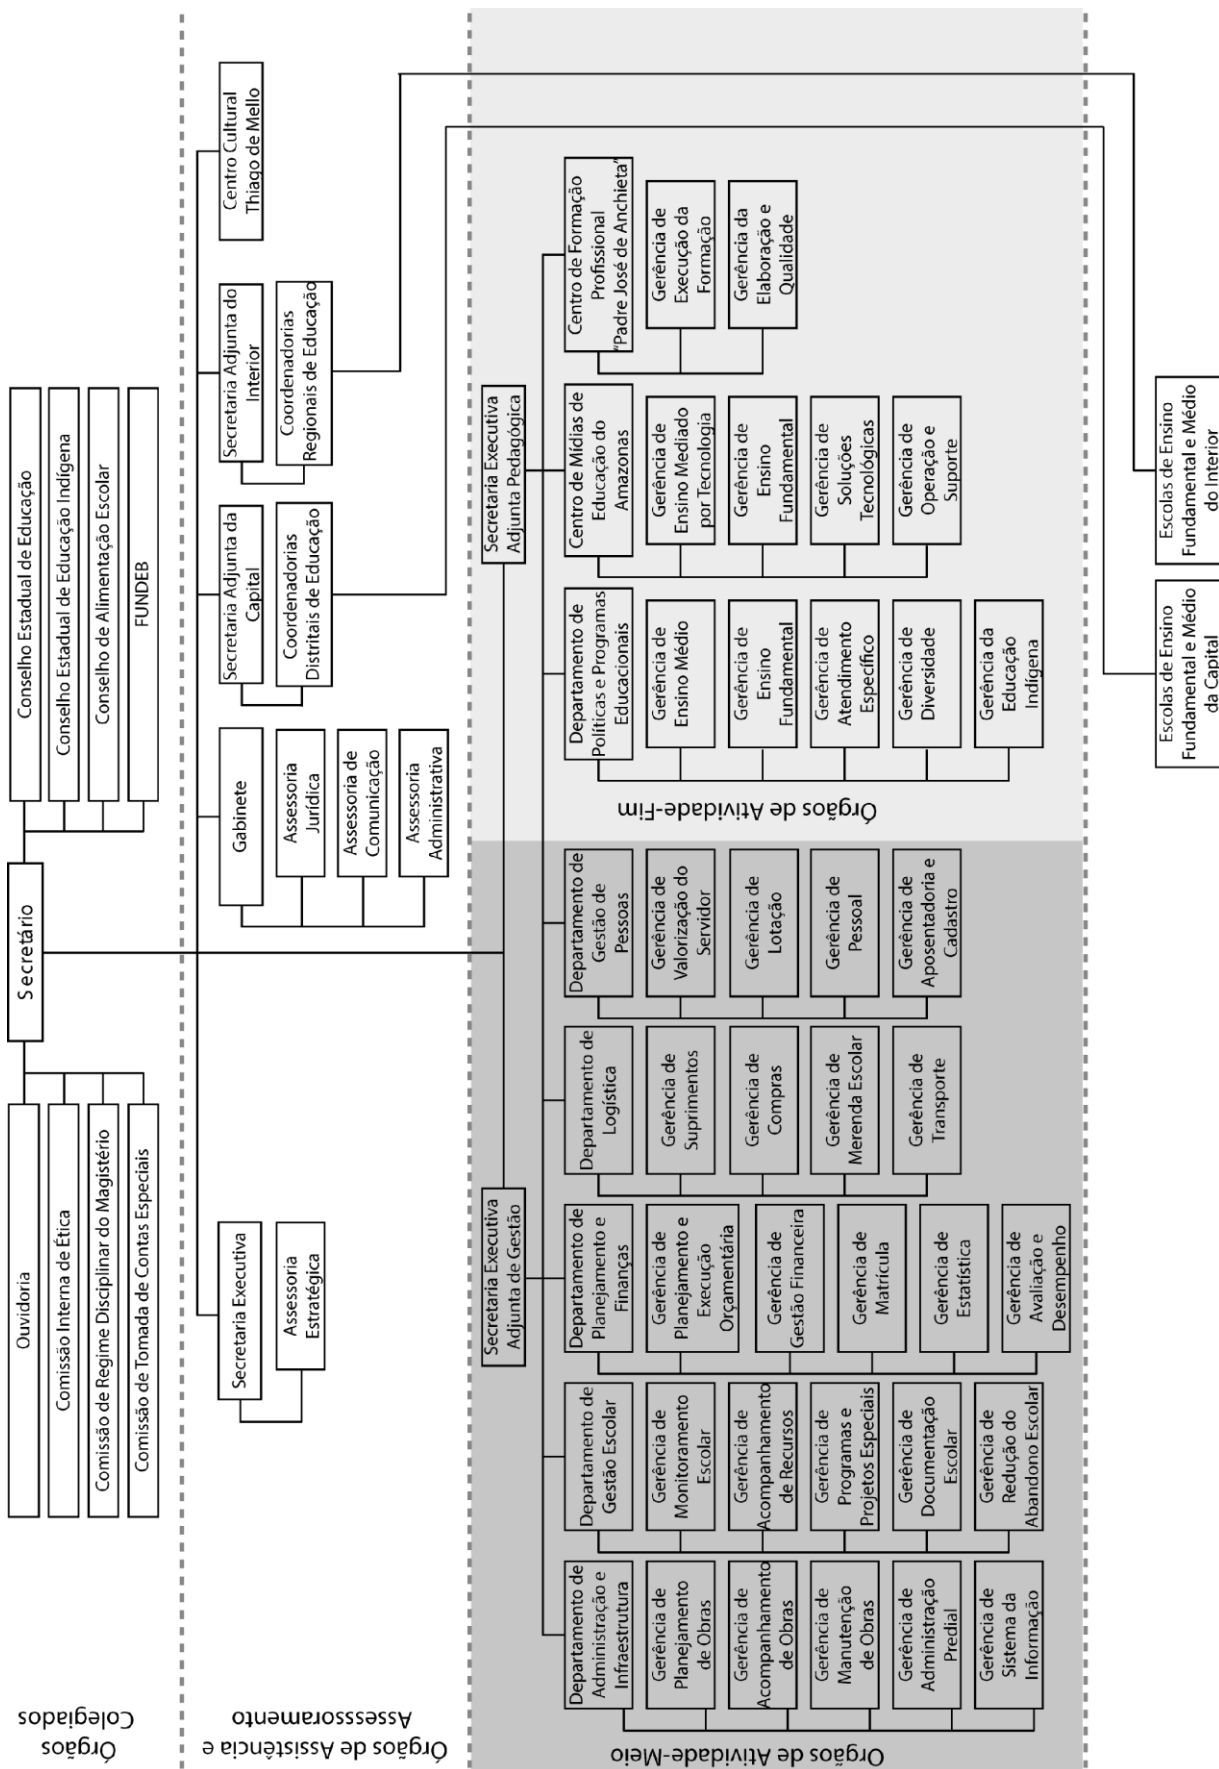 Órgãos
Colegiados
Secretário
Ouvidoria
Comissão Interna de Ética
Comissão de Regime Disciplinar do Magistério
Comissão de Tomada de Contas Especiais
Conselho Estadual de Educação
Conselho Estadual de Educação Indígena
Conselho de Alimentação Escolar
FUNDEB
Órgãos de Assistência e
Assessssoramento
Secretaria Executiva
Assessoria
Estratégica
Gabinete
Assessoria
Jurídica
Assessoria de
Comunicação
Assessoria
Administrativa
Secretaria Adjunta da
Capital
Coordenadorias
Distritais de Educação
Secretaria Adjunta do
Interior
Coordenadorias
Regionais de Educação
Centro Cultural
Thiago de Mello
Órgãos de Atividade-Meio
Secretaria Executiva
Adjunta de Gestão
Departamento de
Administração e
Infraestrutura
Gerência de
Planejamento
de Obras
Gerência de
Acompanhamento
de Obras
Gerência de
Manutenção
de Obras
Gerência de
Administração
Predial
Gerência de
Sistema da
Informação
Departamento de
Gestão Escolar
Gerência de
Monitoramento
Escolar
Gerência de
Acompanhamento
de Recursos
Gerência de
Programas e
Projetos Especiais
Gerência de
Documentação
Escolar
Gerência de
Redução do
Abandono Escolar
Departamento de
Planejamento e
Finanças
Gerência de
Planejamento e
Execução
Orçamentária
Gerência de
Gestão Financeira
Gerência de
Matrícula
Gerência de
Estatística
Gerência de
Avaliação e
Desempenho
Departamento de
Logística
Gerência de
Suprimentos
Gerência de
Compras
Gerência de
Merenda Escolar
Gerência de
Transporte
Departamento de
Gestão de
Pessoas
Gerência de
Valorização do
Servidor
Gerência de
Lotação
Gerência de
Pessoal
Gerência de
Aposentadoria e
Cadastro
Órgãos de Atividade-Fim
Secretaria Executiva
Adjunta Pedagógica
Departamento de
Políticas e Programas
Educacionais
Gerência de
Ensino Médio
Gerência de
Ensino
Fundamental
Gerência de
Atendimento
Específico
Gerência de
Diversidade
Gerência da
Educação
Indígena
Centro de Mídias de
Educação do
Amazonas
Gerência de
Ensino Mediado
por Tecnologia
Gerência de
Ensino
Fundamental
Gerência de
Soluções
Tecnológicas
Gerência de
Operação e
Suporte
Centro de Formação
Profissional
“Padre José de Anchieta”
Gerência de
Execução da
Formação
Gerência da
Elaboração e
Qualidade
Escolas de Ensino
Fundamental e Médio
da Capital
Escolas de Ensino
Fundamental e Médio
do Interior